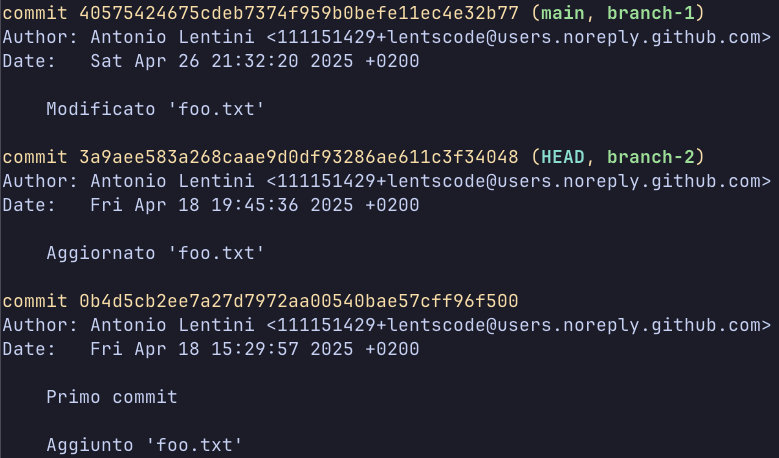 commit 40575424675cdeb7374f959b0befe11ec4e32b77 (main, branch-1)
Author: Antonio Lentini <111151429+lentscode@users.noreply.github.com>
Date:   Sat Apr 26 21:32:20 2025 +0200
Modificato 'foo.txt'
commit 3a9aee583a268caae9d0df93286ae611c3f34048 (HEAD, branch-2)
Author: Antonio Lentini <111151429+lentscode@users.noreply.github.com>
Date:   Fri Apr 18 19:45:36 2025 +0200
Aggiornato 'foo.txt'
commit 0b4d5cb2ee7a27d7972aa00540bae57cff96f500
Author: Antonio Lentini <111151429+lentscode@users.noreply.github.com>
Date:   Fri Apr 18 15:29:57 2025 +0200
Primo commit
Aggiunto 'foo.txt'